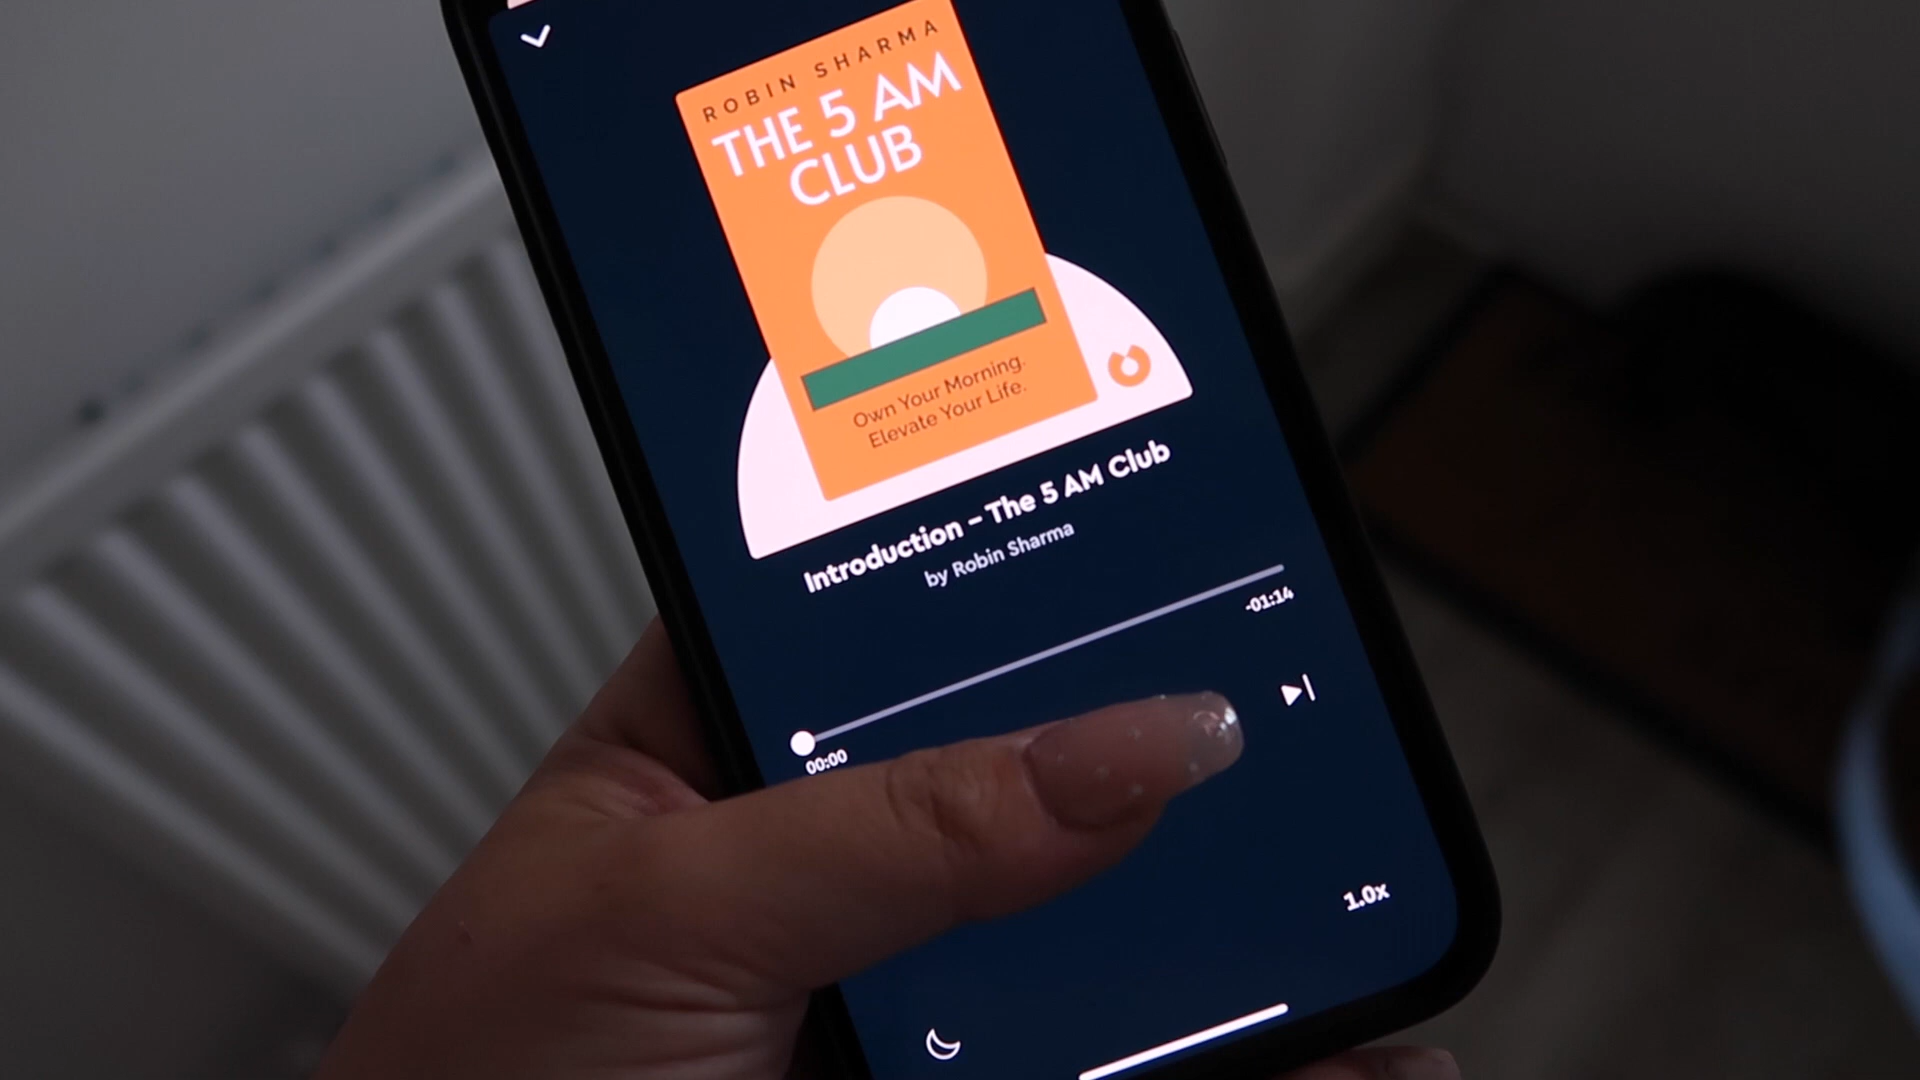 ROBIN SHARMA
THE 5 AM
CLUB
Own Your Morning.
Elevate Your Life.
Introduction – The 5 AM Club
by Robin Sharma
-01:14
00:00
1.0x